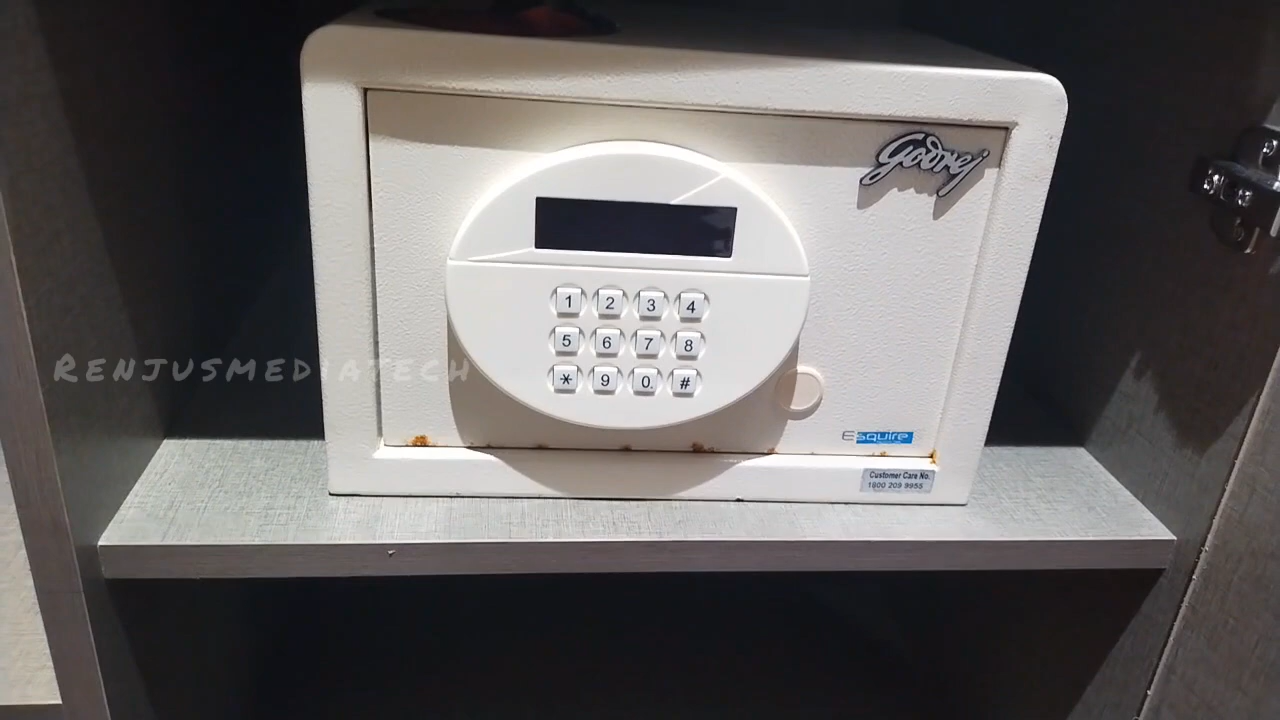 Godrej
1 2 3 4
5 6 7 8
* 9 0. #
RENJUSMEDIATECH
Esquire
Customer Care No.
1800 209 9955